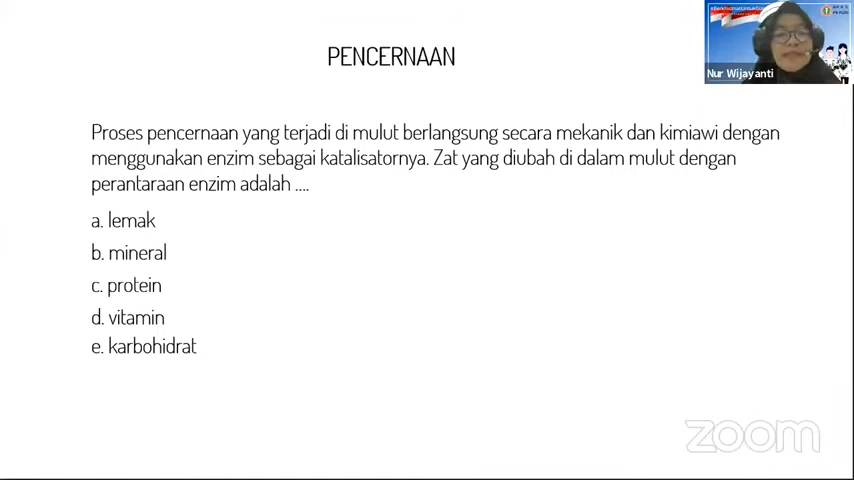 PENCERNAAN
Nur Wijayanti
Proses pencernaan yang terjadi di mulut berlangsung secara mekanik dan kimiawi dengan
menggunakan enzim sebagai katalisatornya. Zat yang diubah di dalam mulut dengan
perantaraan enzim adalah ....
a. lemak
b. mineral
c. protein
d. vitamin
e. karbohidrat
zoom